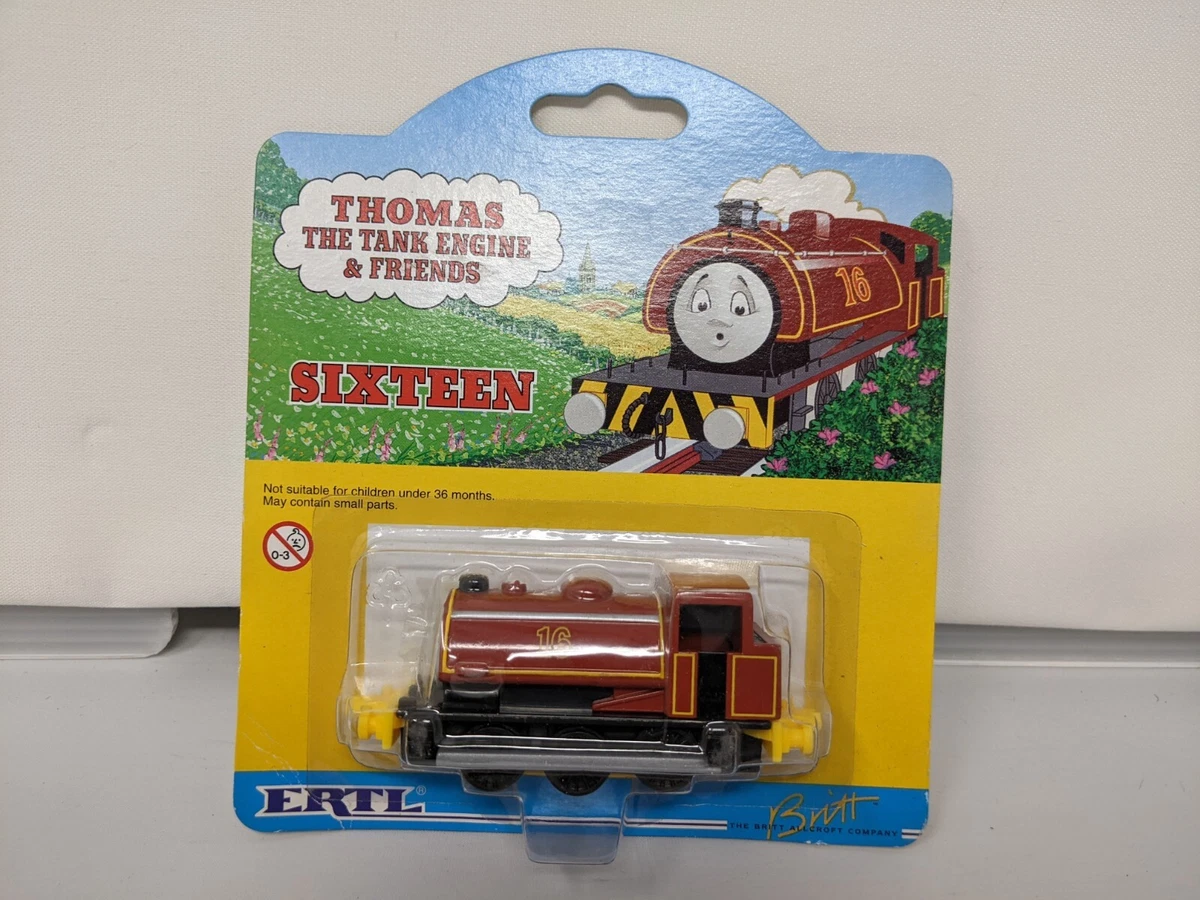 THOMAS
THE TANK ENGINE
& FRIENDS
16
SIXTEEN
Not suitable for children under 36 months.
May contain small parts.
0-3
16
ERTL®
Britt
THE BRITT ALLCROFT COMPANY